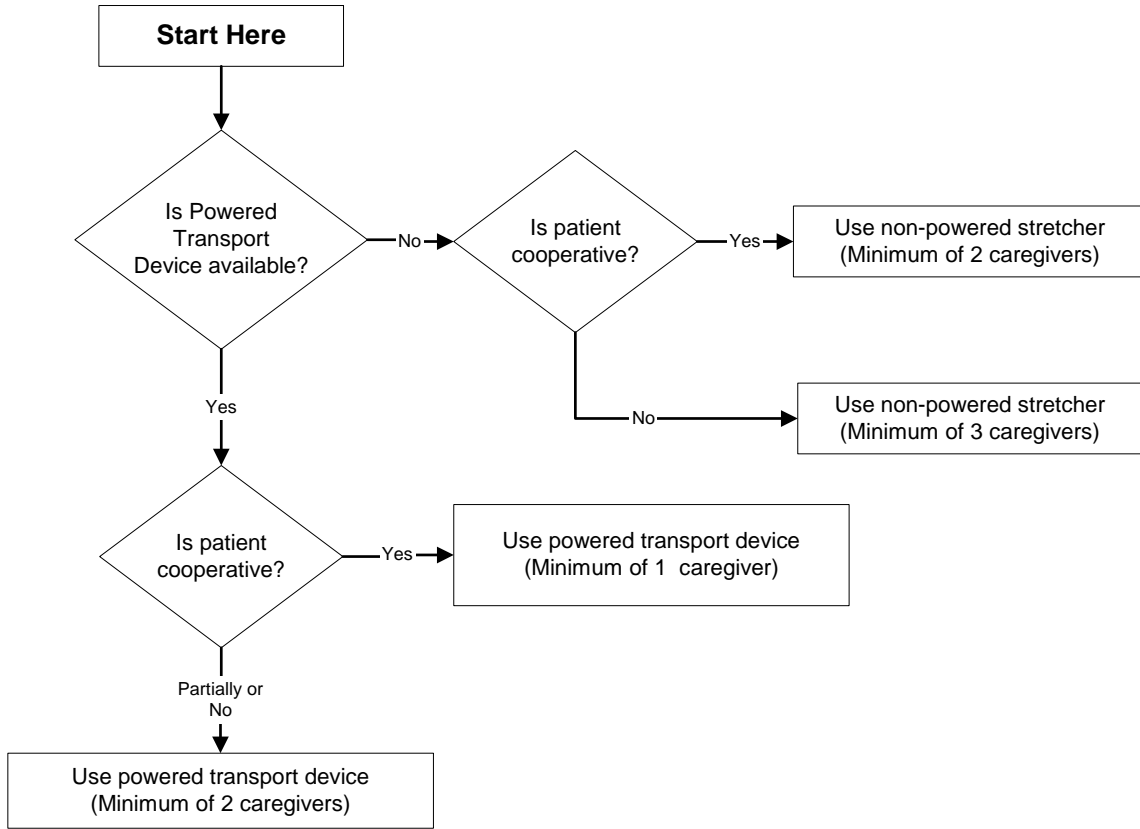 Start Here
Is Powered
Transport
Device available?
No
Is patient
cooperative?
Yes
Use non-powered stretcher
(Minimum of 2 caregivers)
No
Use non-powered stretcher
(Minimum of 3 caregivers)
Yes
Is patient
cooperative?
Yes
Use powered transport device
(Minimum of 1 caregiver)
Partially or
No
Use powered transport device
(Minimum of 2 caregivers)